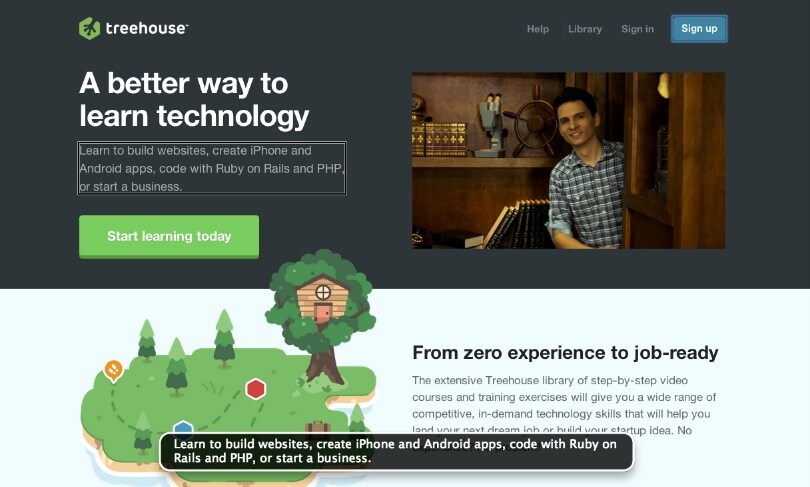 treehouse™
Help
Library
Sign in
Sign up
A better way to
learn technology
Learn to build websites, create iPhone and
Android apps, code with Ruby on Rails and PHP,
or start a business.
Start learning today
From zero experience to job-ready
The extensive Treehouse library of step-by-step video
courses and training exercises will give you a wide range of
competitive, in-demand technology skills that will help you
land your next dream job or build your startup idea. No
Learn to build websites, create iPhone and Android apps, code with Ruby on
Rails and PHP, or start a business.